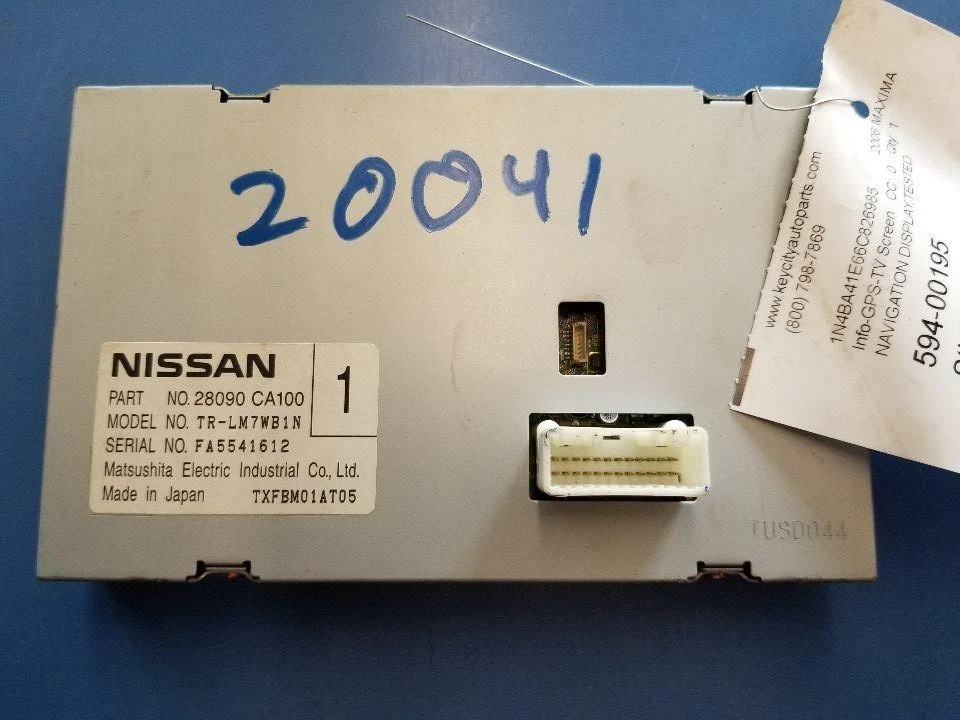 20041
NISSAN
1
PART NO. 28090 CA100
MODEL NO. TR-LM7WB1N
SERIAL NO. FA5541612
Matsushita Electric Industrial Co., Ltd.
Made in Japan TXFBM01AT05
TUSD044
www.keycityautoparts.com
(800) 798-7869
1N4BA41E66C826985 2006 MAXIMA
Info-GPS-TV Screen CC: 0 Qty 1
NAVIGATION DISPLAY,TESTED
594-00195